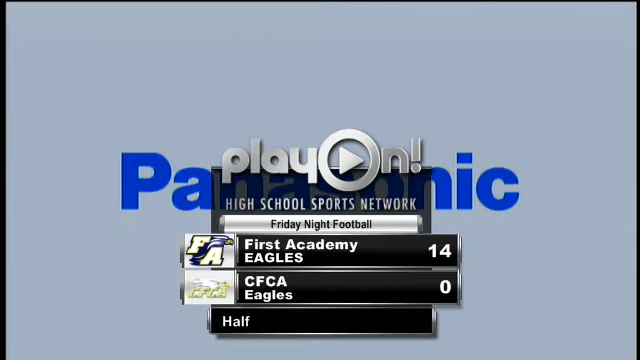 playOn!
Panasonic
HIGH SCHOOL SPORTS NETWORK
Friday Night Football
FA
First Academy 14
EAGLES
CFCA
CFCA 0
Eagles
Half